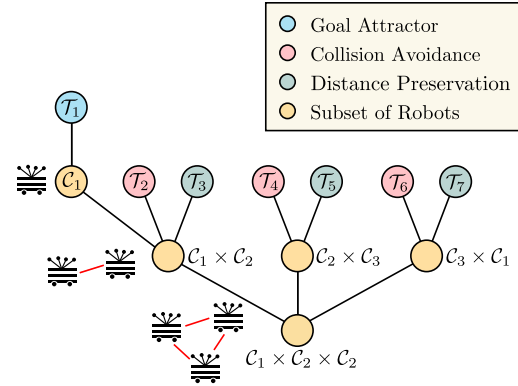 Goal Attractor
Collision Avoidance
Distance Preservation
Subset of Robots
𝒯₁
𝒞₁ 𝒯₂ 𝒯₃ 𝒯₄ 𝒯₅ 𝒯₆ 𝒯₇
𝒞₁ × 𝒞₂ 𝒞₂ × 𝒞₃ 𝒞₃ × 𝒞₁
𝒞₁ × 𝒞₂ × 𝒞₂